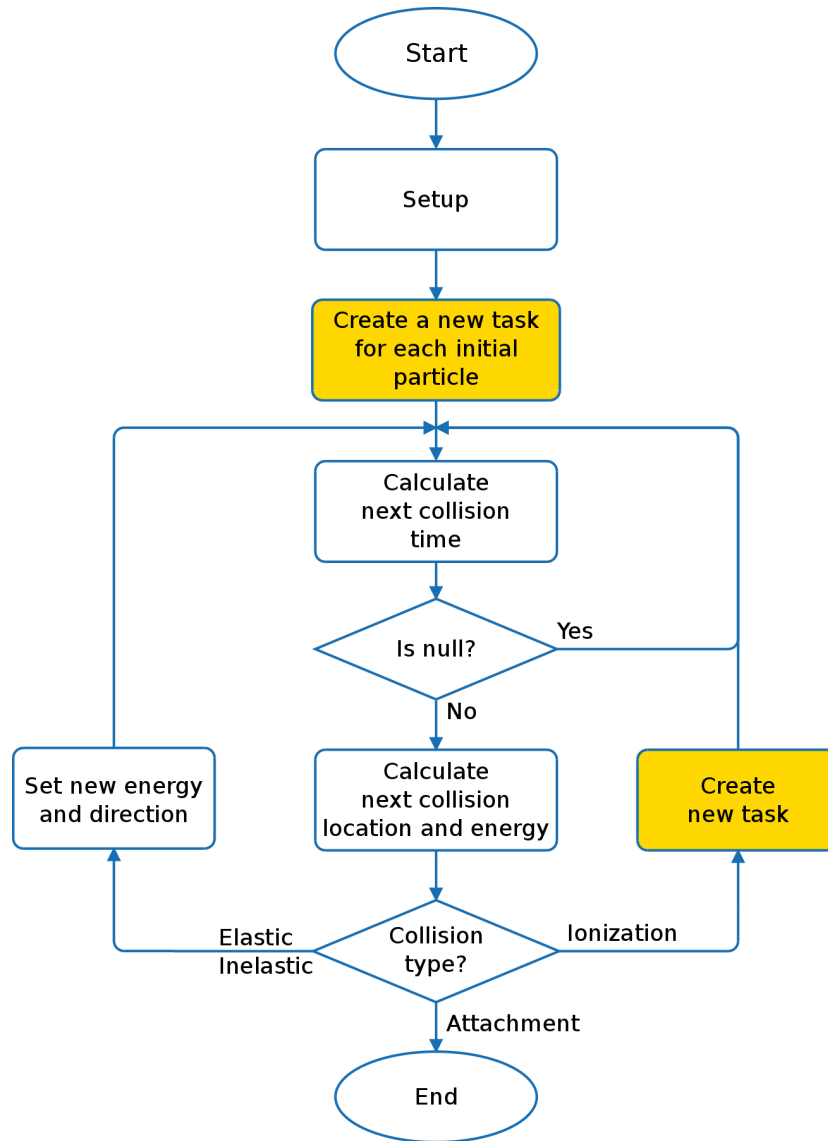 Start
Setup
Create a new task
for each initial
particle
Calculate
next collision
time
Is null?
Yes
No
Set new energy
and direction
Calculate
next collision
location and energy
Create
new task
Elastic
Inelastic
Collision
type?
Ionization
Attachment
End